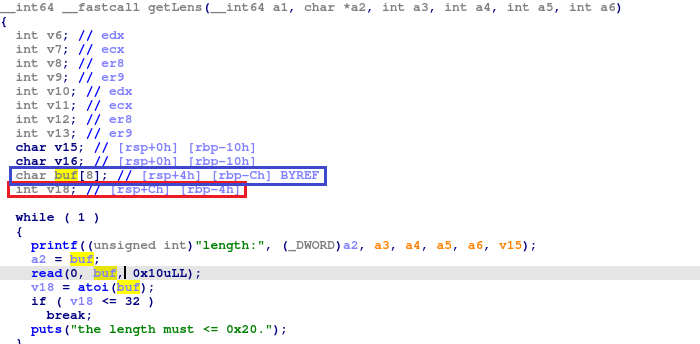 __int64 __fastcall getLens(__int64 a1, char *a2, int a3, int a4, int a5, int a6)
{
int v6; // edx
int v7; // ecx
int v8; // er8
int v9; // er9
int v10; // edx
int v11; // ecx
int v12; // er8
int v13; // er9
char v15; // [rsp+0h] [rbp-10h]
char v16; // [rsp+0h] [rbp-10h]
char buf[8]; // [rsp+4h] [rbp-Ch] BYREF
int v18; // [rsp+Ch] [rbp-4h]
while ( 1 )
{
printf((unsigned int)"length:", (_DWORD)a2, a3, a4, a5, a6, v15);
a2 = buf;
read(0, buf, 0x10uLL);
v18 = atoi(buf);
if ( v18 <= 32 )
break;
puts("the length must <= 0x20.");
}